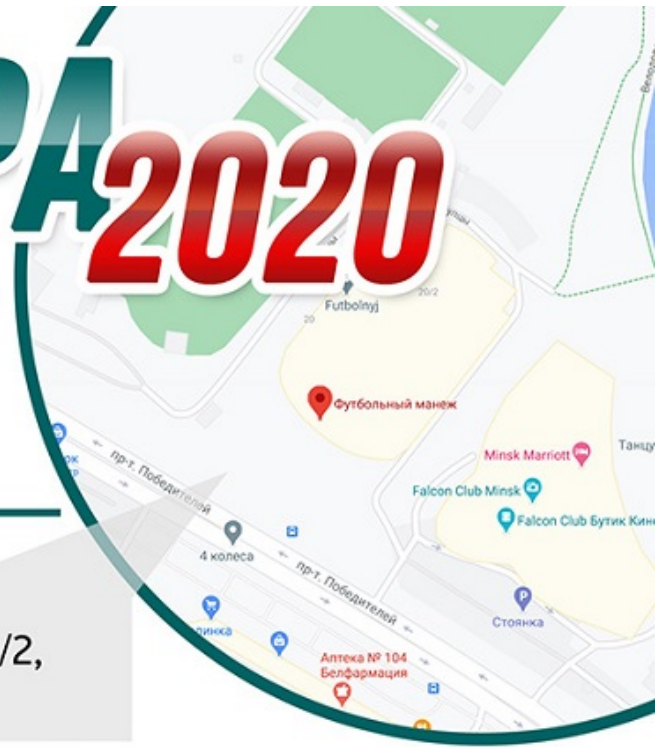 РА
2020
Futbolnyj
20
20/2
Футбольный манеж
Minsk Marriott
Falcon Club Minsk
Falcon Club Бутик Кин
пр-т. Победителей
4 колеса
пр-т. Победителей
Стоянка
Аптека № 104
Белфармация
/2,